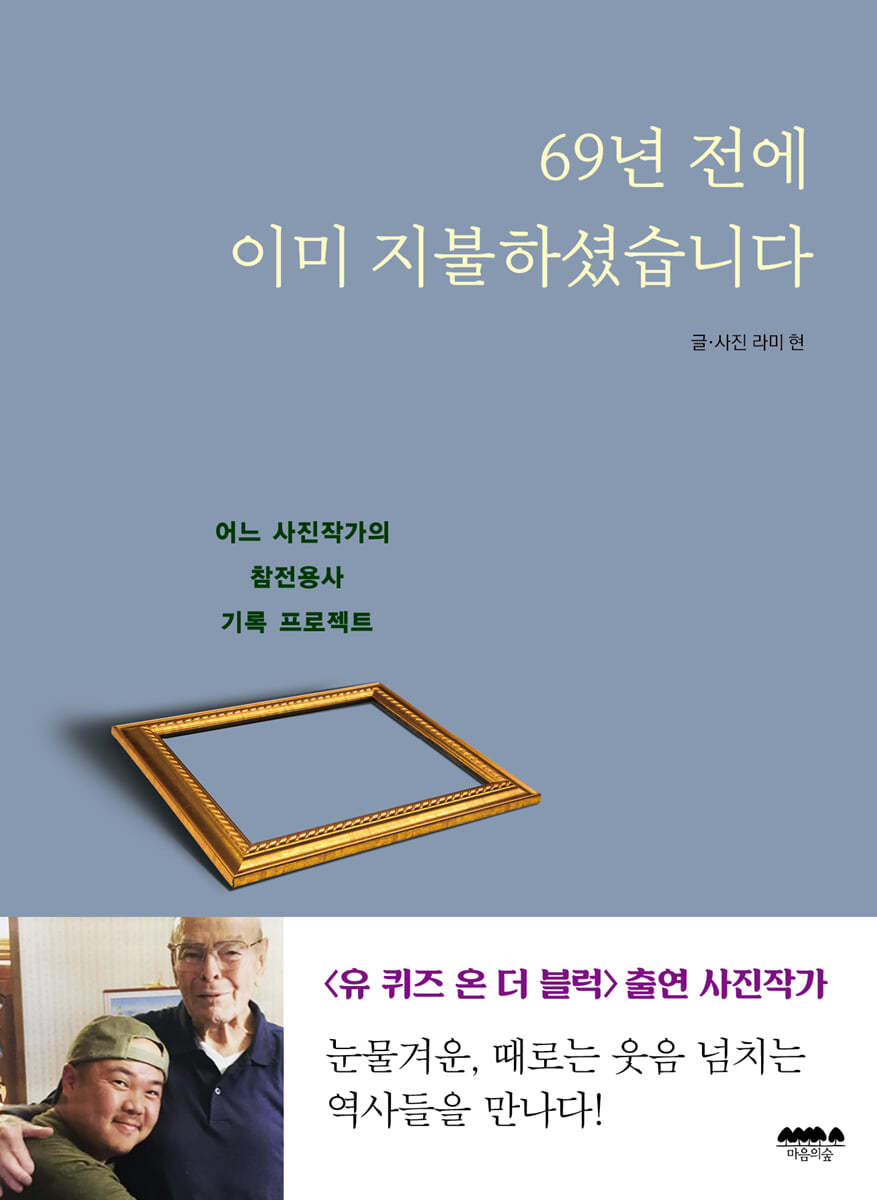 69년 전에
이미 지불하셨습니다
글·사진 라미 현
어느 사진작가의
참전용사
기록 프로젝트
<유 퀴즈 온 더 블럭> 출연 사진작가
눈물겨운, 때로는 웃음 넘치는
역사들을 만나다!
마음의숲